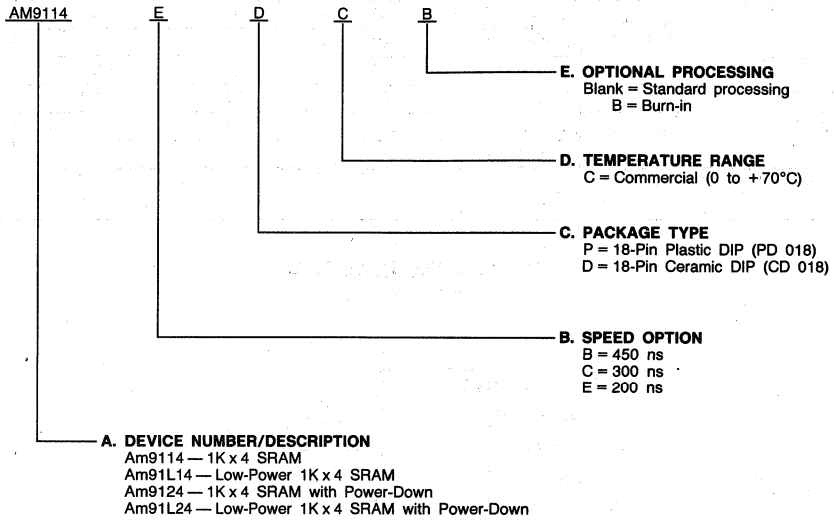 AM9114 E D C B
E. OPTIONAL PROCESSING
Blank = Standard processing
B = Burn-in
D. TEMPERATURE RANGE
C = Commercial (0 to +70°C)
C. PACKAGE TYPE
P = 18-Pin Plastic DIP (PD 018)
D = 18-Pin Ceramic DIP (CD 018)
B. SPEED OPTION
B = 450 ns
C = 300 ns
E = 200 ns
A. DEVICE NUMBER/DESCRIPTION
Am9114 — 1K x 4 SRAM
Am91L14 — Low-Power 1K x 4 SRAM
Am9124 — 1K x 4 SRAM with Power-Down
Am91L24 — Low-Power 1K x 4 SRAM with Power-Down